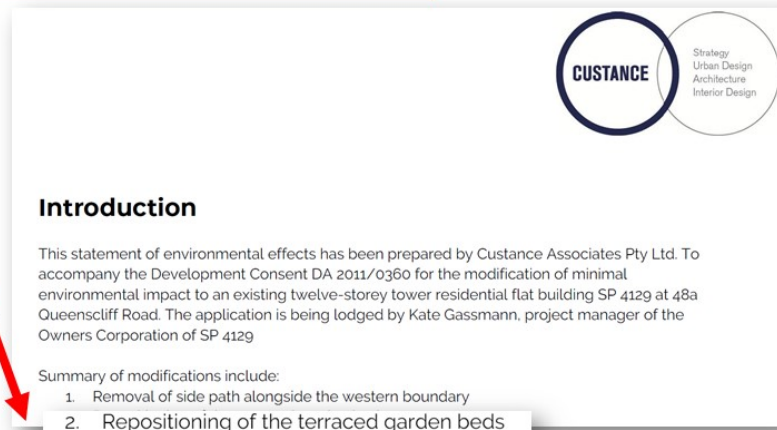 CUSTANCE
Strategy
Urban Design
Architecture
Interior Design
Introduction
This statement of environmental effects has been prepared by Custance Associates Pty Ltd. To
accompany the Development Consent DA 2011/0360 for the modification of minimal
environmental impact to an existing twelve-storey tower residential flat building SP 4129 at 48a
Queenscliff Road. The application is being lodged by Kate Gassmann, project manager of the
Owners Corporation of SP 4129
Summary of modifications include:
1. Removal of side path alongside the western boundary
2. Repositioning of the terraced garden beds